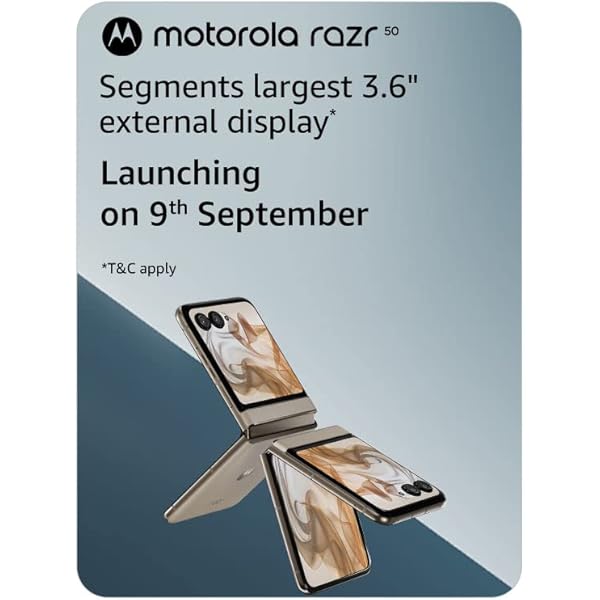 motorola razr 50
Segments largest 3.6"
external display*
Launching
on 9th September
*T&C apply